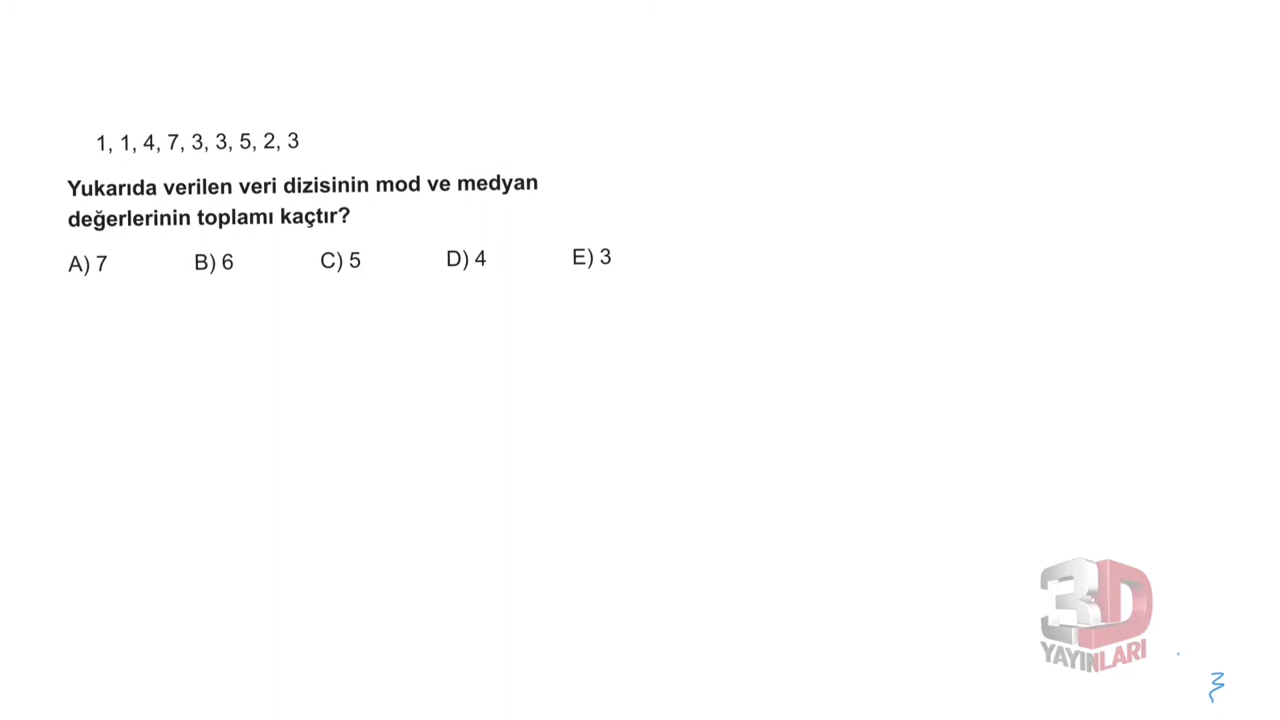 1, 1, 4, 7, 3, 3, 5, 2, 3
Yukarıda verilen veri dizisinin mod ve medyan
değerlerinin toplamı kaçtır?
A) 7 B) 6 C) 5 D) 4 E) 3
3D
YAYINLARI